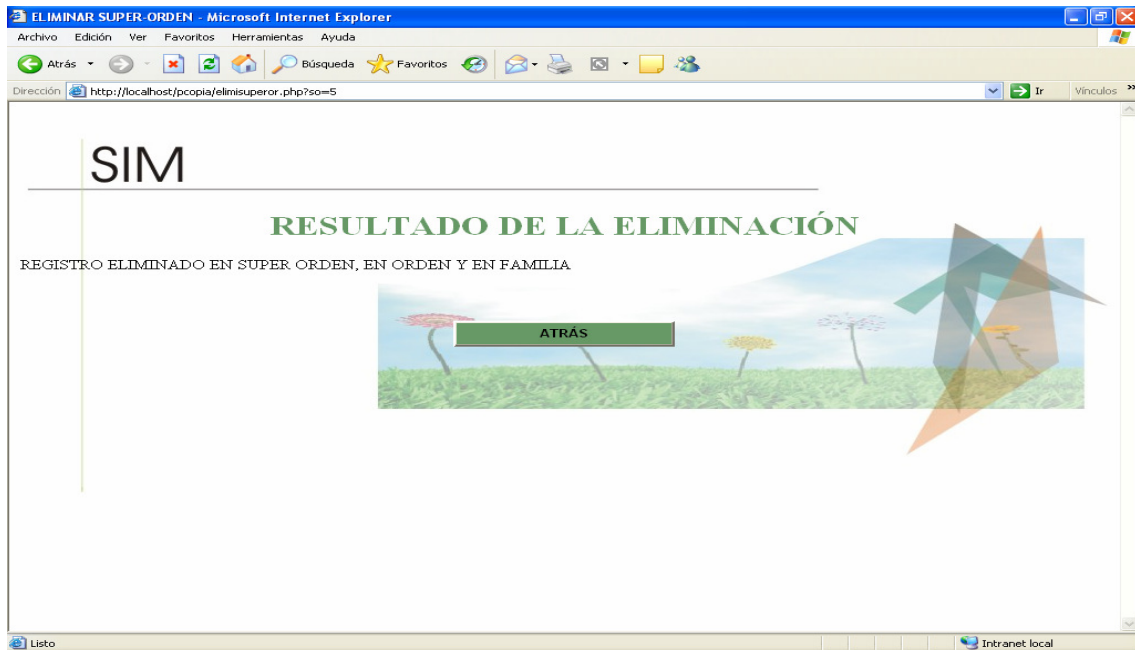 ELIMINAR SUPER-ORDEN - Microsoft Internet Explorer
Archivo Edición Ver Favoritos Herramientas Ayuda
Atrás Búsqueda Favoritos
Dirección http://localhost/pcopia/elimisuperor.php?so=5 Ir Vínculos »
SIM
RESULTADO DE LA ELIMINACIÓN
REGISTRO ELIMINADO EN SUPER ORDEN, EN ORDEN Y EN FAMILIA
ATRÁS
Listo Intranet local